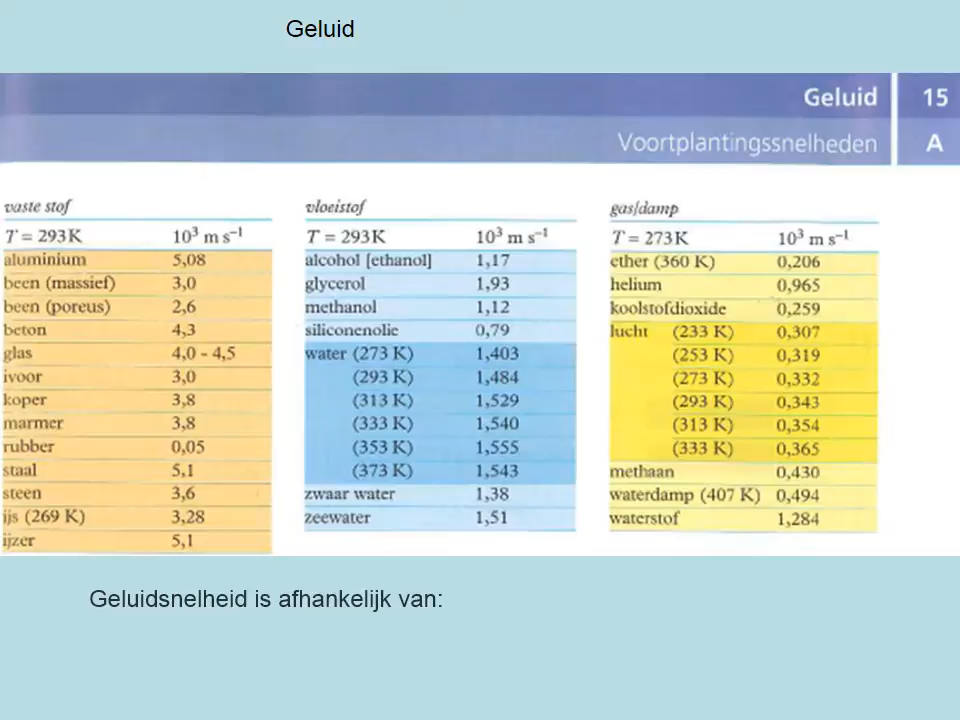 Geluid
Geluid 15
Voortplantingssnelheden A
vaste stof
T = 293K 10³ m s⁻¹
aluminium 5,08
been (massief) 3,0
been (poreus) 2,6
beton 4,3
glas 4,0 - 4,5
ivoor 3,0
koper 3,8
marmer 3,8
rubber 0,05
staal 5,1
steen 3,6
ijs (269 K) 3,28
ijzer 5,1
vloeistof
T = 293K 10³ m s⁻¹
alcohol [ethanol] 1,17
glycerol 1,93
methanol 1,12
siliconenolie 0,79
water (273 K) 1,403
(293 K) 1,484
(313 K) 1,529
(333 K) 1,540
(353 K) 1,555
(373 K) 1,543
zwaar water 1,38
zeewater 1,51
gas/damp
T = 273K 10³ m s⁻¹
ether (360 K) 0,206
helium 0,965
koolstofdioxide 0,259
lucht (233 K) 0,307
(253 K) 0,319
(273 K) 0,332
(293 K) 0,343
(313 K) 0,354
(333 K) 0,365
methaan 0,430
waterdamp (407 K) 0,494
waterstof 1,284
Geluidsnelheid is afhankelijk van: